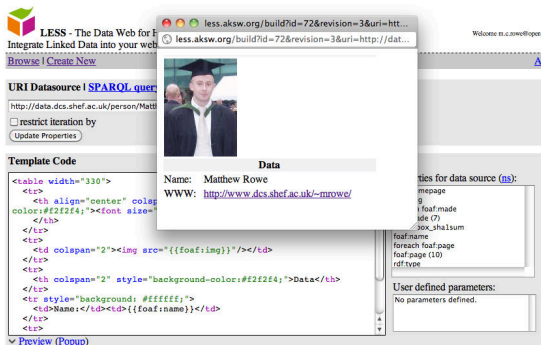 LESS - The Data Web for
Integrate Linked Data into your web
Welcome m.c.rowe@open
Browse | Create New
less.aksw.org/build?id=72&revision=3&uri=htt...
less.aksw.org/build?id=72&revision=3&uri=http://dat...
Data
Name: Matthew Rowe
WWW: http://www.dcs.shef.ac.uk/~mrowe/
URI Datasource | SPARQL quer
http://data.dcs.shef.ac.uk/person/Matt
restrict iteration by
Update Properties
Template Code
<table width="330">
<tr>
<th align="center" colsp
color:#f2f2f4;"><font size="
</th>
</tr>
<tr>
<td colspan="2"><img src="{{foaf:img}}"/></td>
</tr>
<tr>
<th colspan="2" style="background-color:#f2f2f4;">Data</th>
</tr>
<tr style="background: #ffffff;">
<td>Name:</td><td>{{foaf:name}}</td>
</tr>
<tr>
Preview (Popup)
ties for data source (ns):
mepage
foaf:made
ade (7)
box_sha1sum
foaf:name
foreach foaf:page
foaf:page (10)
rdf:type
User defined parameters:
No parameters defined.